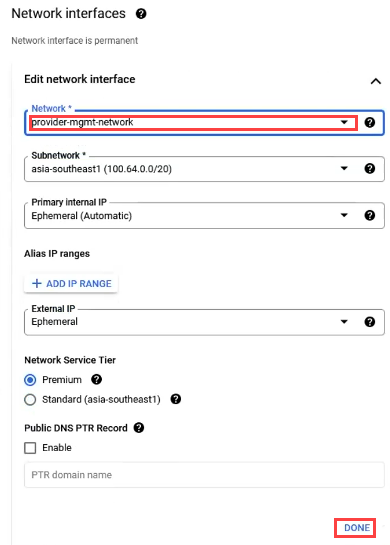 Network interfaces
Network interface is permanent
Edit network interface
Network *
provider-mgmt-network
Subnetwork *
asia-southeast1 (100.64.0.0/20)
Primary internal IP
Ephemeral (Automatic)
Alias IP ranges
+ ADD IP RANGE
External IP
Ephemeral
Network Service Tier
Premium
Standard (asia-southeast1)
Public DNS PTR Record
Enable
PTR domain name
DONE